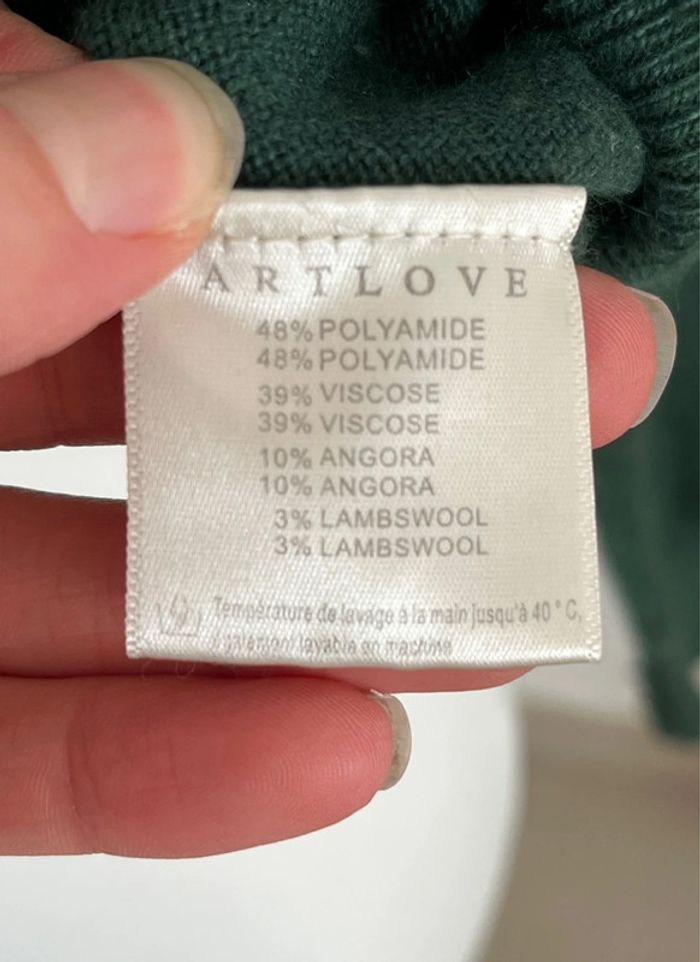 ARTLOVE
48% POLYAMIDE
48% POLYAMIDE
39% VISCOSE
39% VISCOSE
10% ANGORA
10% ANGORA
3% LAMBSWOOL
3% LAMBSWOOL
Température de lavage à la main jusqu'à 40°C,
également lavable en machine